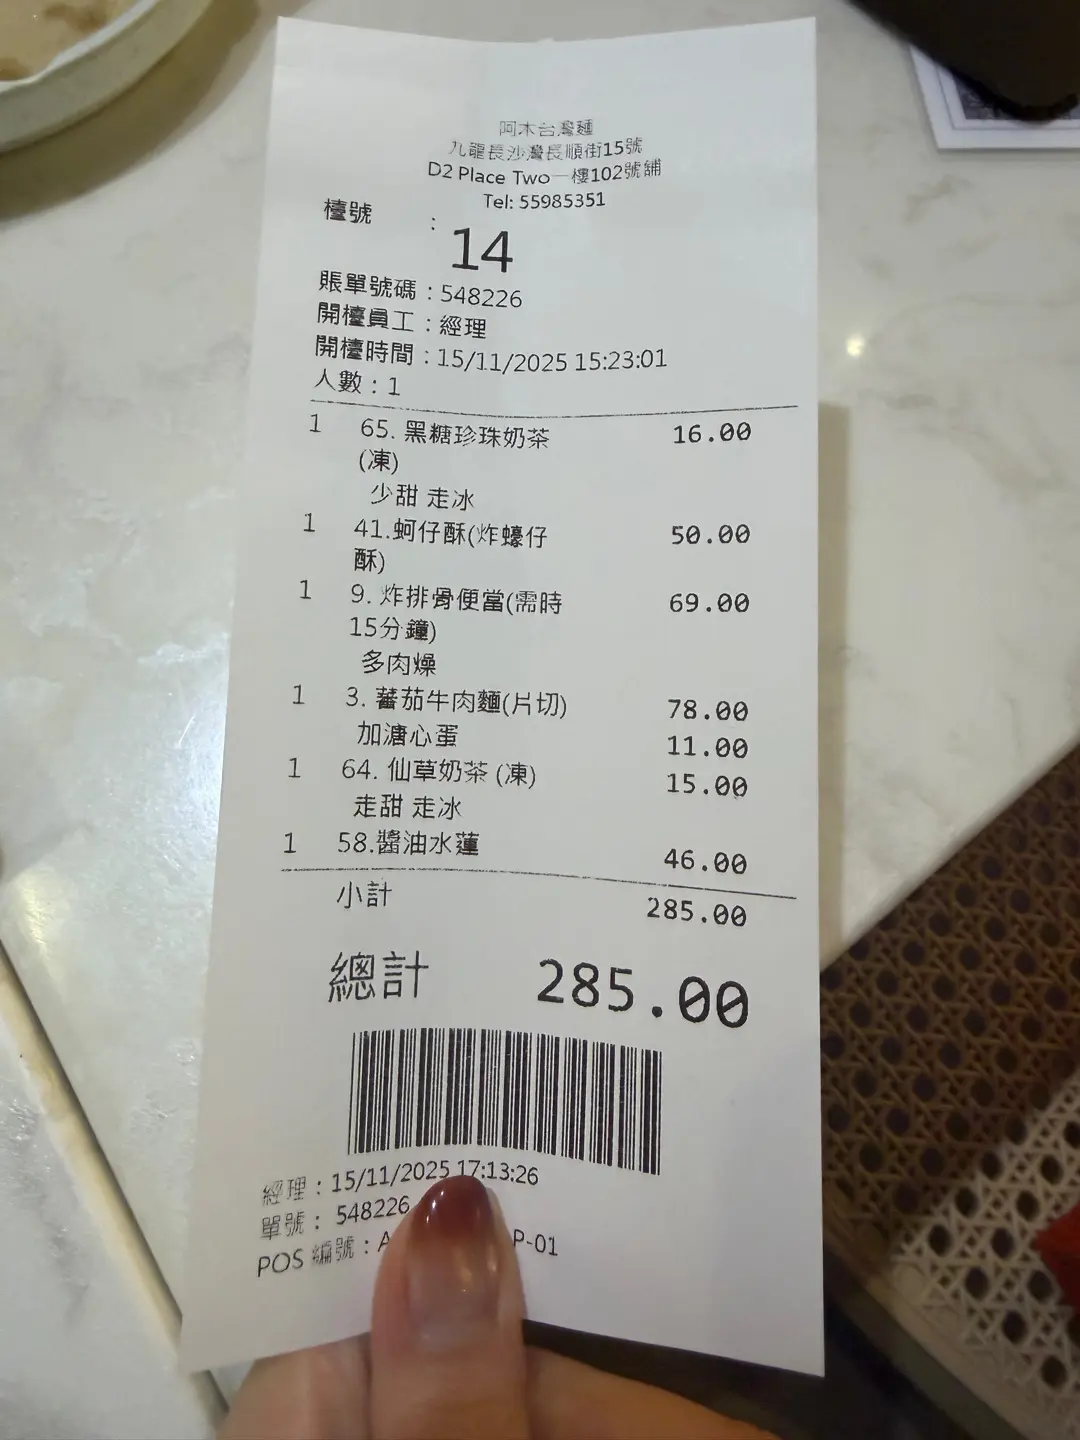 阿木台灣麵
九龍長沙灣長順街15號
D2 Place Two一樓102號舖
Tel: 55985351
檯號 : 14
賬單號碼 : 548226
開檯員工 : 經理
開檯時間 : 15/11/2025 15:23:01
人數 : 1
1 65. 黑糖珍珠奶茶 16.00
(凍)
少甜 走冰
1 41.蚵仔酥(炸蠔仔 50.00
酥)
1 9. 炸排骨便當(需時 69.00
15分鐘)
多肉燥
1 3. 蕃茄牛肉麵(片切) 78.00
加溏心蛋 11.00
1 64. 仙草奶茶 (凍) 15.00
走甜 走冰
1 58.醬油水蓮 46.00
小計 285.00
總計 285.00
經理 : 15/11/2025 17:13:26
單號 : 548226
POS 編號 : A P-01